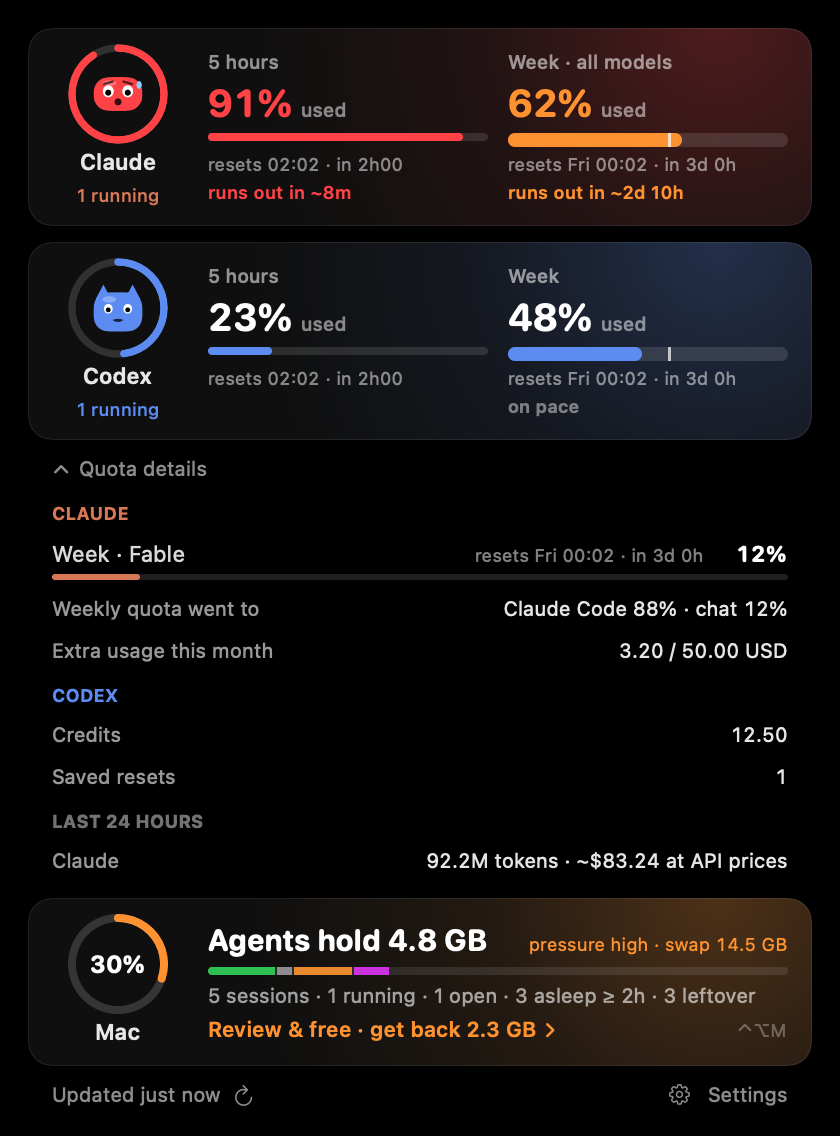 Claude
1 running
5 hours
91% used
resets 02:02 · in 2h00
runs out in ~8m
Week · all models
62% used
resets Fri 00:02 · in 3d 0h
runs out in ~2d 10h
Codex
1 running
5 hours
23% used
resets 02:02 · in 2h00
Week
48% used
resets Fri 00:02 · in 3d 0h
on pace
Quota details
CLAUDE
Week · Fable resets Fri 00:02 · in 3d 0h 12%
Weekly quota went to Claude Code 88% · chat 12%
Extra usage this month 3.20 / 50.00 USD
CODEX
Credits 12.50
Saved resets 1
LAST 24 HOURS
Claude 92.2M tokens · ~$83.24 at API prices
30%
Mac
Agents hold 4.8 GB pressure high · swap 14.5 GB
5 sessions · 1 running · 1 open · 3 asleep ≥ 2h · 3 leftover
Review & free · get back 2.3 GB > ⌃⌥M
Updated just now Settings